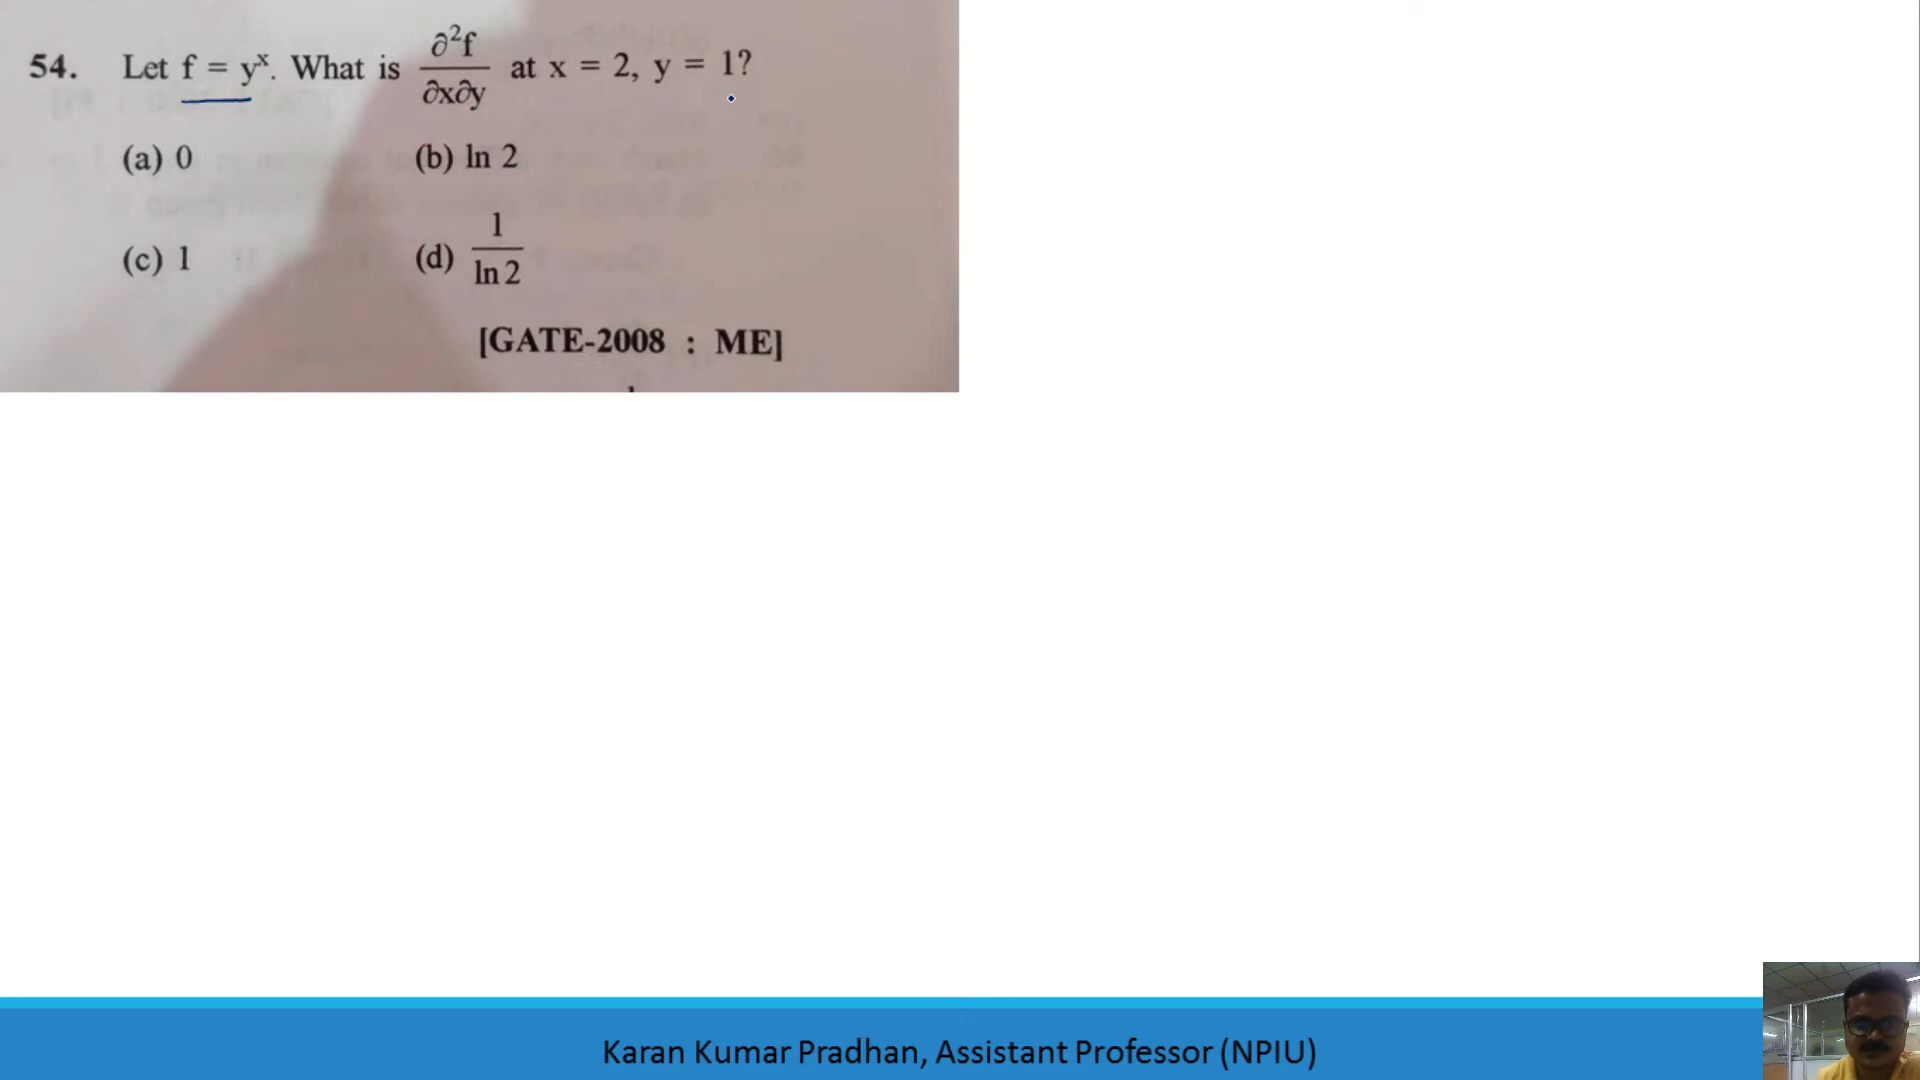 54. Let f = yˣ. What is ∂²f/∂x∂y at x = 2, y = 1?
(a) 0 (b) ln 2
(c) 1 (d) 1/ln 2
[GATE-2008 : ME]
Karan Kumar Pradhan, Assistant Professor (NPIU)